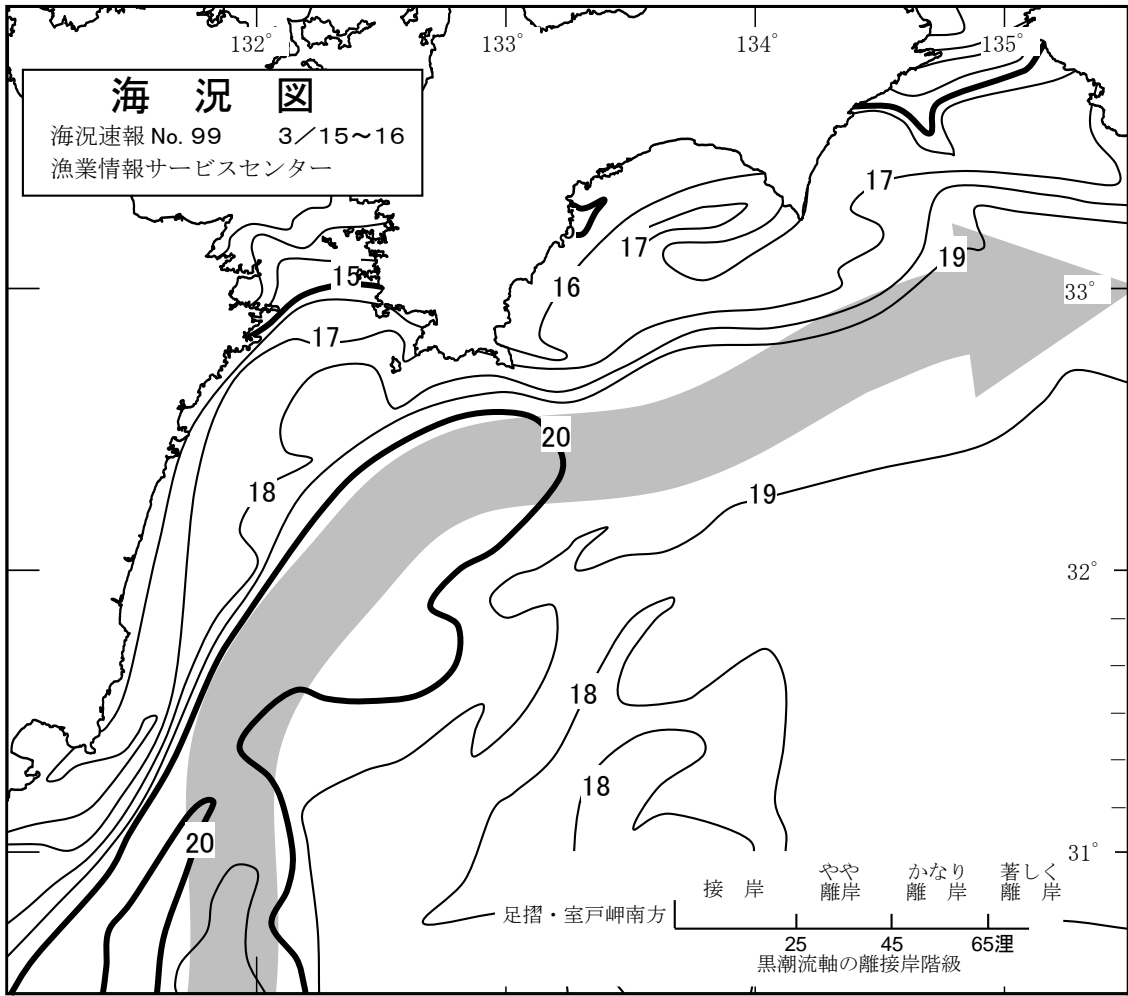 132° 133° 134° 135°
海 況 図
海況速報 No. 99 3／15～16
漁業情報サービスセンター
17
17
16
15
19
33°
17
20
18
19
32°
18
18
20
31°
接 岸 やや離岸 かなり離 岸 著しく離 岸
足摺・室戸岬南方
25 45 65浬
黒潮流軸の離接岸階級